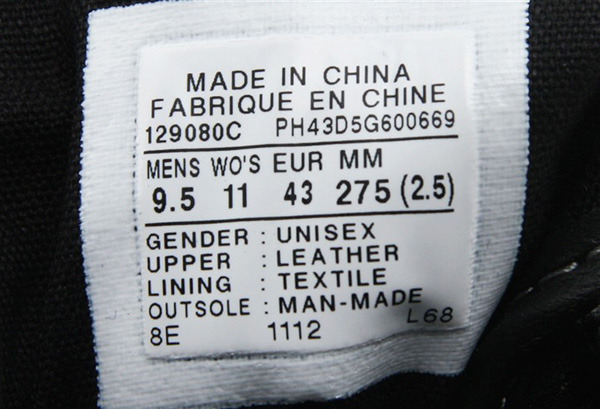 MADE IN CHINA
FABRIQUE EN CHINE
129080C PH43D5G600669
MENS WO'S EUR MM
9.5 11 43 275 (2.5)
GENDER : UNISEX
UPPER : LEATHER
LINING : TEXTILE
OUTSOLE : MAN-MADE
8E 1112 L68